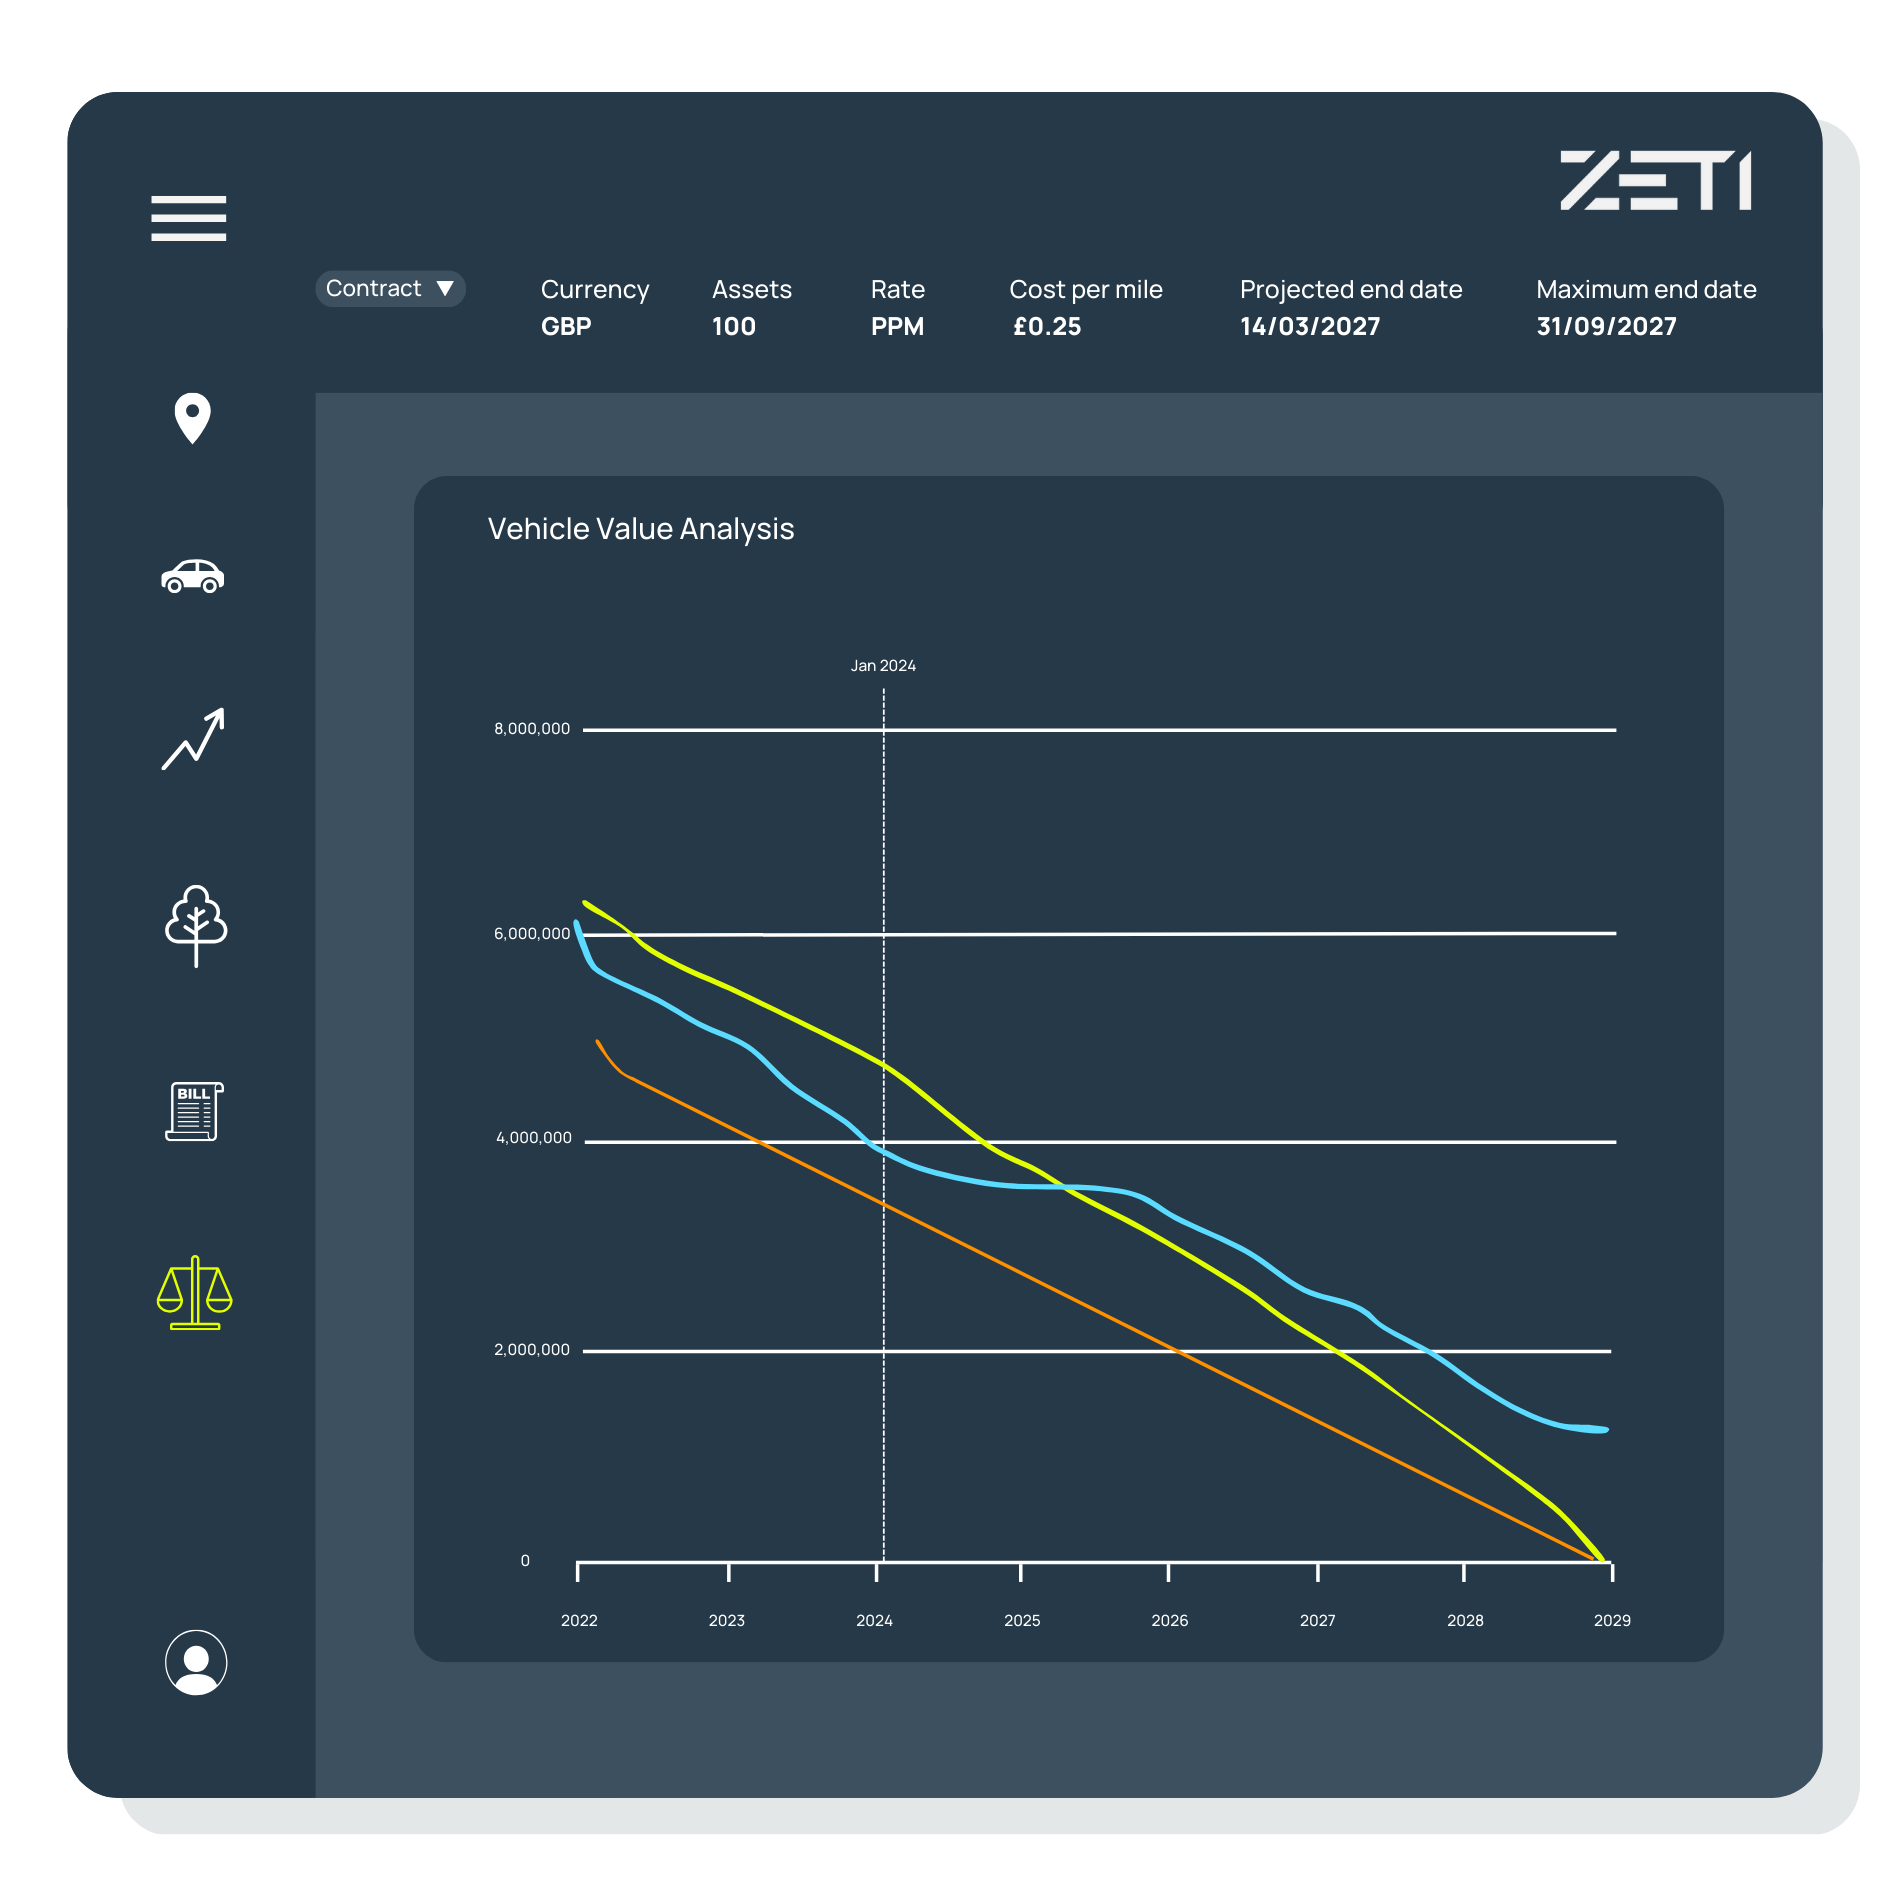 ZETI
Contract
Currency Assets Rate Cost per mile Projected end date Maximum end date
GBP 100 PPM £0.25 14/03/2027 31/09/2027
Vehicle Value Analysis
Jan 2024
8,000,000
6,000,000
BILL
4,000,000
2,000,000
0
2022 2023 2024 2025 2026 2027 2028 2029